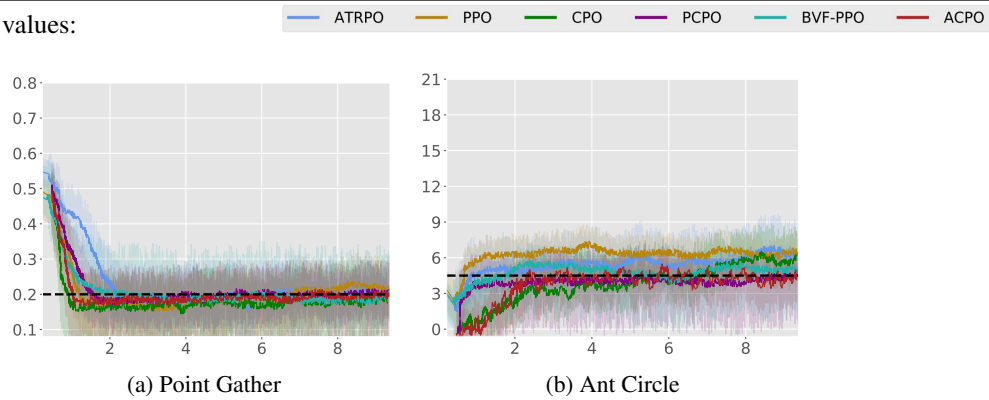 values:
ATRPO PPO CPO PCPO BVF-PPO ACPO
0.8
0.7
0.6
0.5
0.4
0.3
0.2
0.1
2 4 6 8
(a) Point Gather
21
18
15
12
9
6
3
0
2 4 6 8
(b) Ant Circle